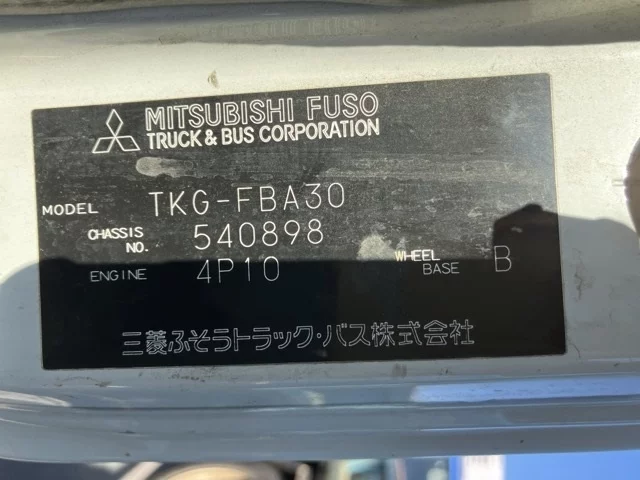 MITSUBISHI FUSO
TRUCK & BUS CORPORATION
MODEL TKG-FBA30
CHASSIS NO. 540898
ENGINE 4P10 WHEEL BASE B
三菱ふそうトラック・バス株式会社